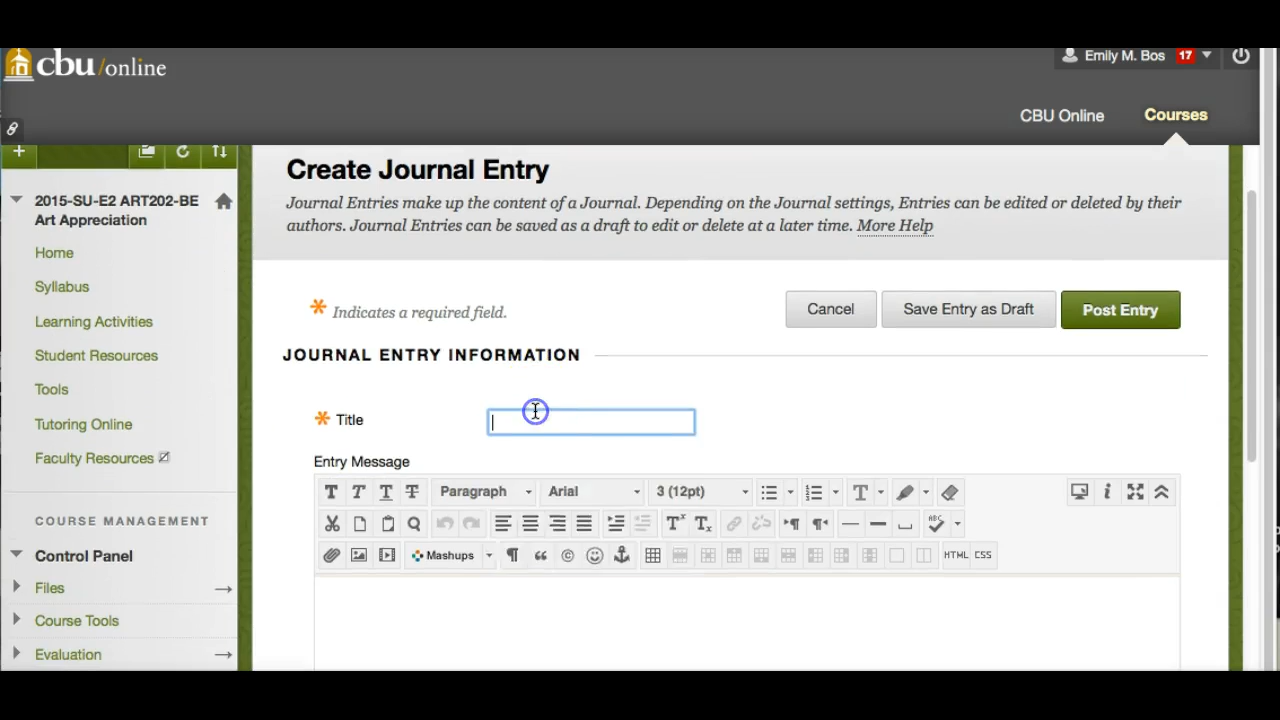 cbu/online
Emily M. Bos 17
CBU Online Courses
2015-SU-E2 ART202-BE
Art Appreciation
Home
Syllabus
Learning Activities
Student Resources
Tools
Tutoring Online
Faculty Resources
COURSE MANAGEMENT
Control Panel
Files
Course Tools
Evaluation
Create Journal Entry
Journal Entries make up the content of a Journal. Depending on the Journal settings, Entries can be edited or deleted by their
authors. Journal Entries can be saved as a draft to edit or delete at a later time. More Help
Indicates a required field.
Cancel Save Entry as Draft Post Entry
JOURNAL ENTRY INFORMATION
Title
Entry Message
T T T T Paragraph Arial 3 (12pt) T
Tx Tx ABC
Mashups HTML CSS